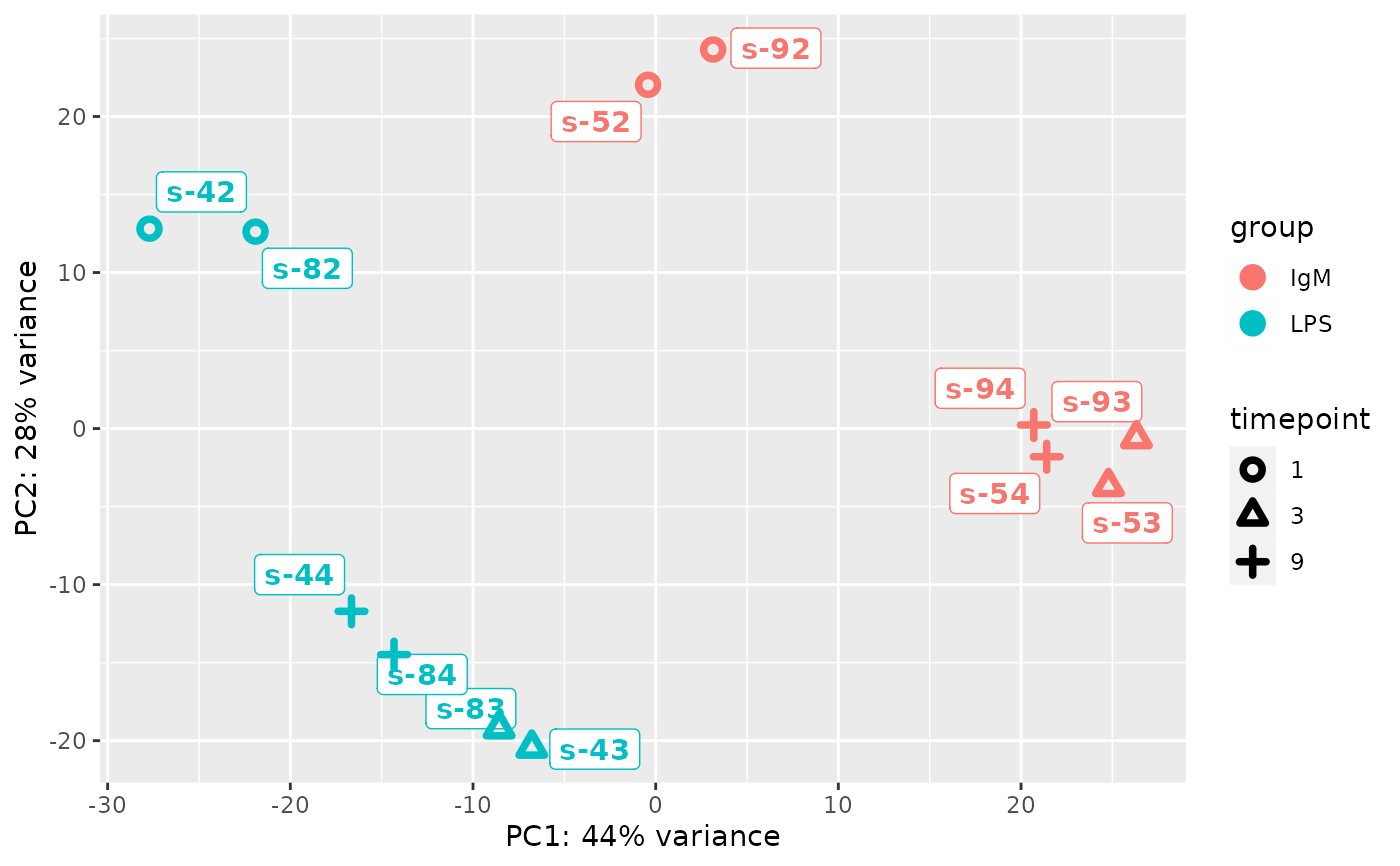 s-92
s-52
s-42
s-82
s-94
s-93
s-54
s-53
s-44
s-84
s-83
s-43
20
10
0
-10
-20
-30
-20
-10
0
10
20
PC1: 44% variance
PC2: 28% variance
group
IgM
LPS
timepoint
1
3
9